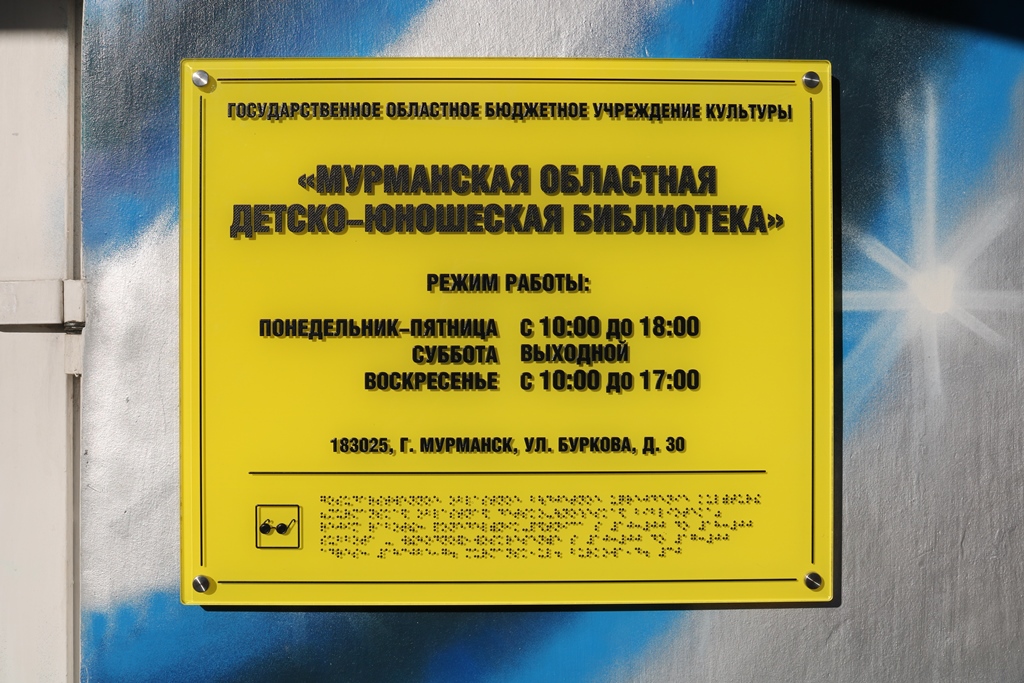 ГОСУДАРСТВЕННОЕ ОБЛАСТНОЕ БЮДЖЕТНОЕ УЧРЕЖДЕНИЕ КУЛЬТУРЫ
«МУРМАНСКАЯ ОБЛАСТНАЯ
ДЕТСКО-ЮНОШЕСКАЯ БИБЛИОТЕКА»
РЕЖИМ РАБОТЫ:
ПОНЕДЕЛЬНИК-ПЯТНИЦА с 10:00 до 18:00
СУББОТА ВЫХОДНОЙ
ВОСКРЕСЕНЬЕ с 10:00 до 17:00
183025, Г. МУРМАНСК, УЛ. БУРКОВА, Д. 30